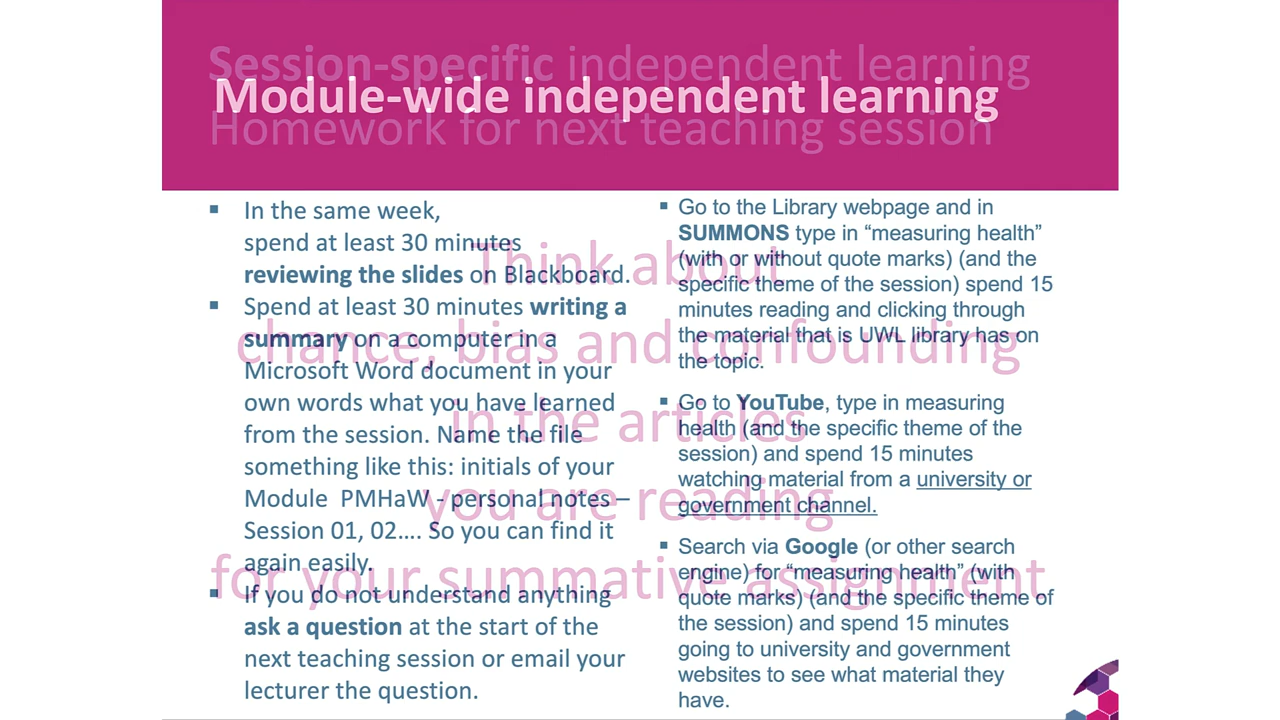 Session-specific independent learning
Homework for next teaching session
Module-wide independent learning
▪ In the same week,
spend at least 30 minutes
reviewing the slides on Blackboard.
▪ Spend at least 30 minutes writing a
summary on a computer in a
Microsoft Word document in your
own words what you have learned
from the session. Name the file
something like this: initials of your
Module PMHaW - personal notes –
Session 01, 02…. So you can find it
again easily.
▪ If you do not understand anything
ask a question at the start of the
next teaching session or email your
lecturer the question.
▪ Go to the Library webpage and in
SUMMONS type in “measuring health”
(with or without quote marks) (and the
specific theme of the session) spend 15
minutes reading and clicking through
the material that is UWL library has on
the topic.
▪ Go to YouTube, type in measuring
health (and the specific theme of the
session) and spend 15 minutes
watching material from a university or
government channel.
▪ Search via Google (or other search
engine) for “measuring health” (with
quote marks) (and the specific theme of
the session) and spend 15 minutes
going to university and government
websites to see what material they
have.
Think about
chance, bias and confounding
in the articles
you are reading
for your summative assignment